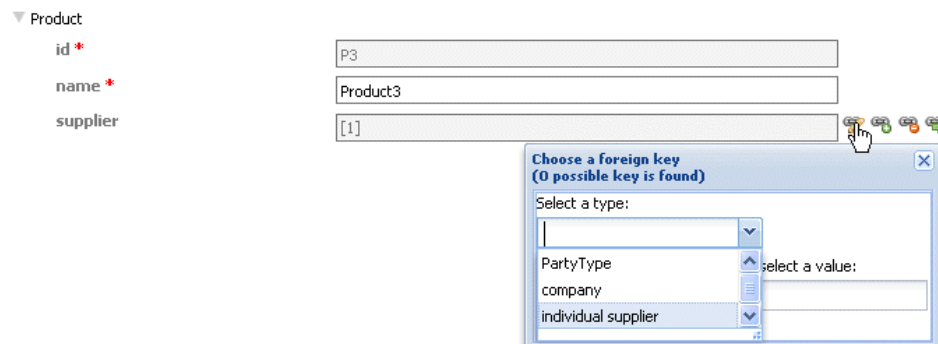 Product
id *
P3
name *
Product3
supplier
[1]
Choose a foreign key
(0 possible key is found)
Select a type:
PartyType
select a value:
company
individual supplier